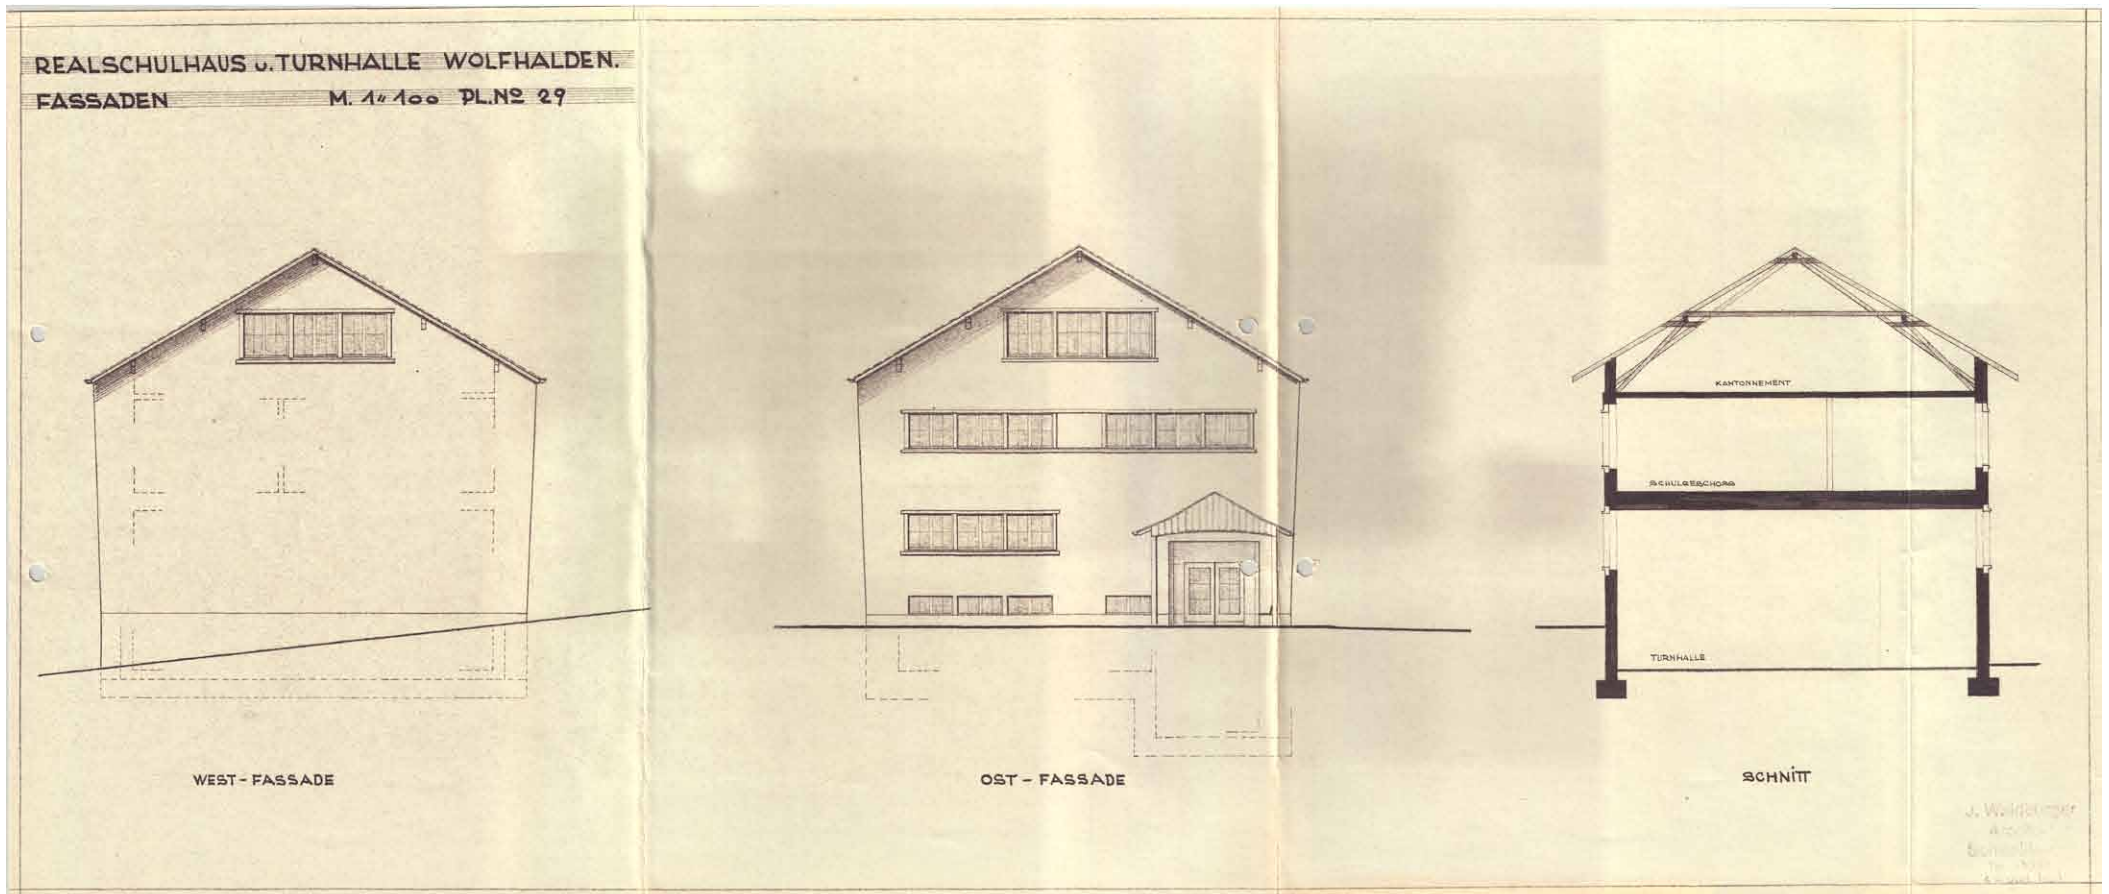 REALSCHULHAUS u. TURNHALLE WOLFHALDEN.
FASSADEN M. 1:100 PL.Nº 29
KANTONNEMENT
SCHULGESCHOSS
TURNHALLE
WEST-FASSADE
OST-FASSADE
SCHNiTT
J.